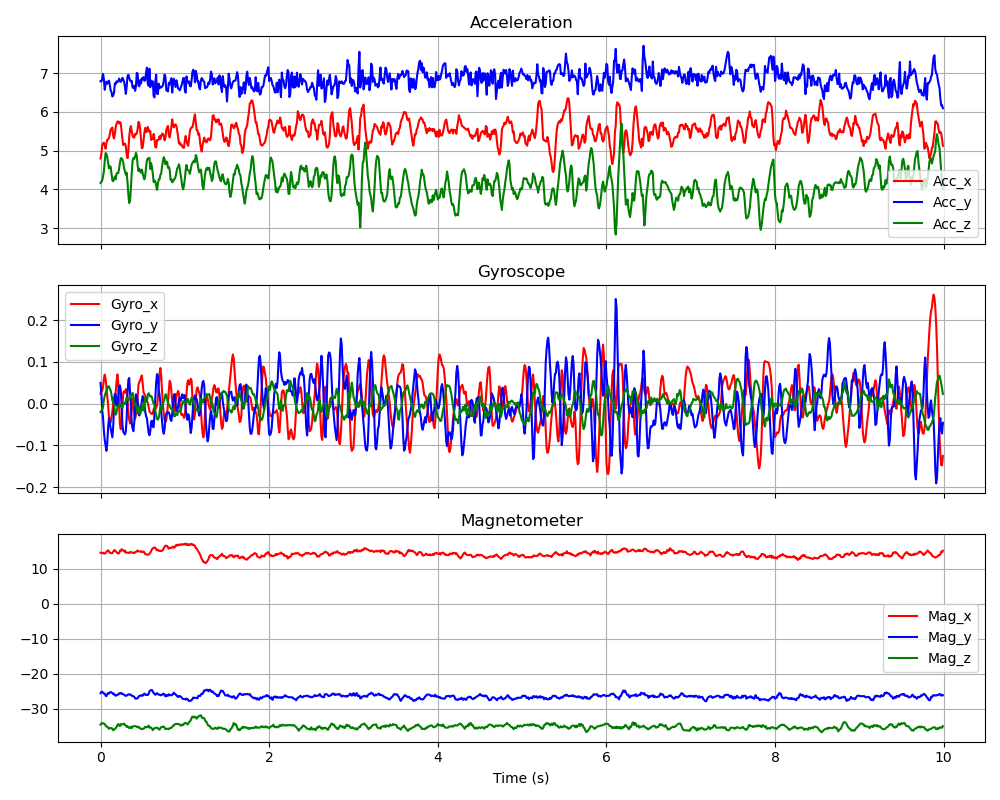 Acceleration
7
6
5
4
3
Acc_x
Acc_y
Acc_z
Gyroscope
0.2
0.1
0.0
−0.1
−0.2
Gyro_x
Gyro_y
Gyro_z
Magnetometer
10
0
−10
−20
−30
Mag_x
Mag_y
Mag_z
0 2 4 6 8 10
Time (s)